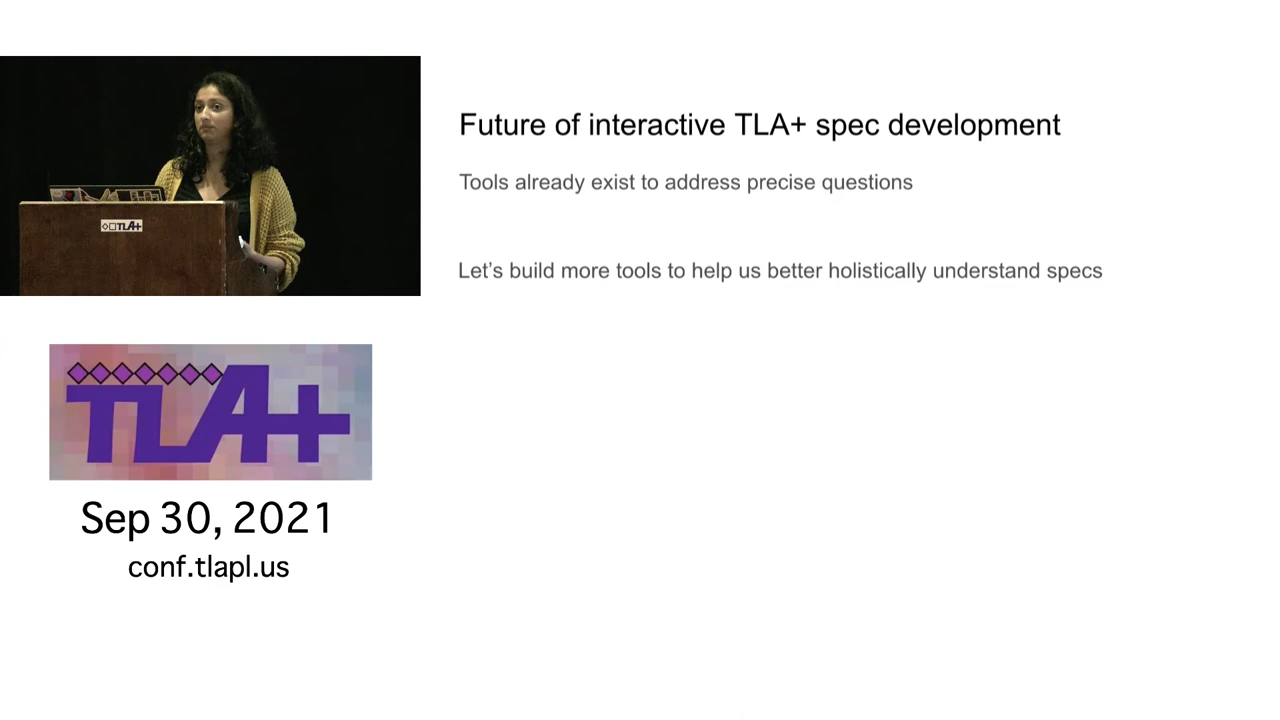 Future of interactive TLA+ spec development
Tools already exist to address precise questions
Let's build more tools to help us better holistically understand specs
TLA+
TLA+
Sep 30, 2021
conf.tlapl.us